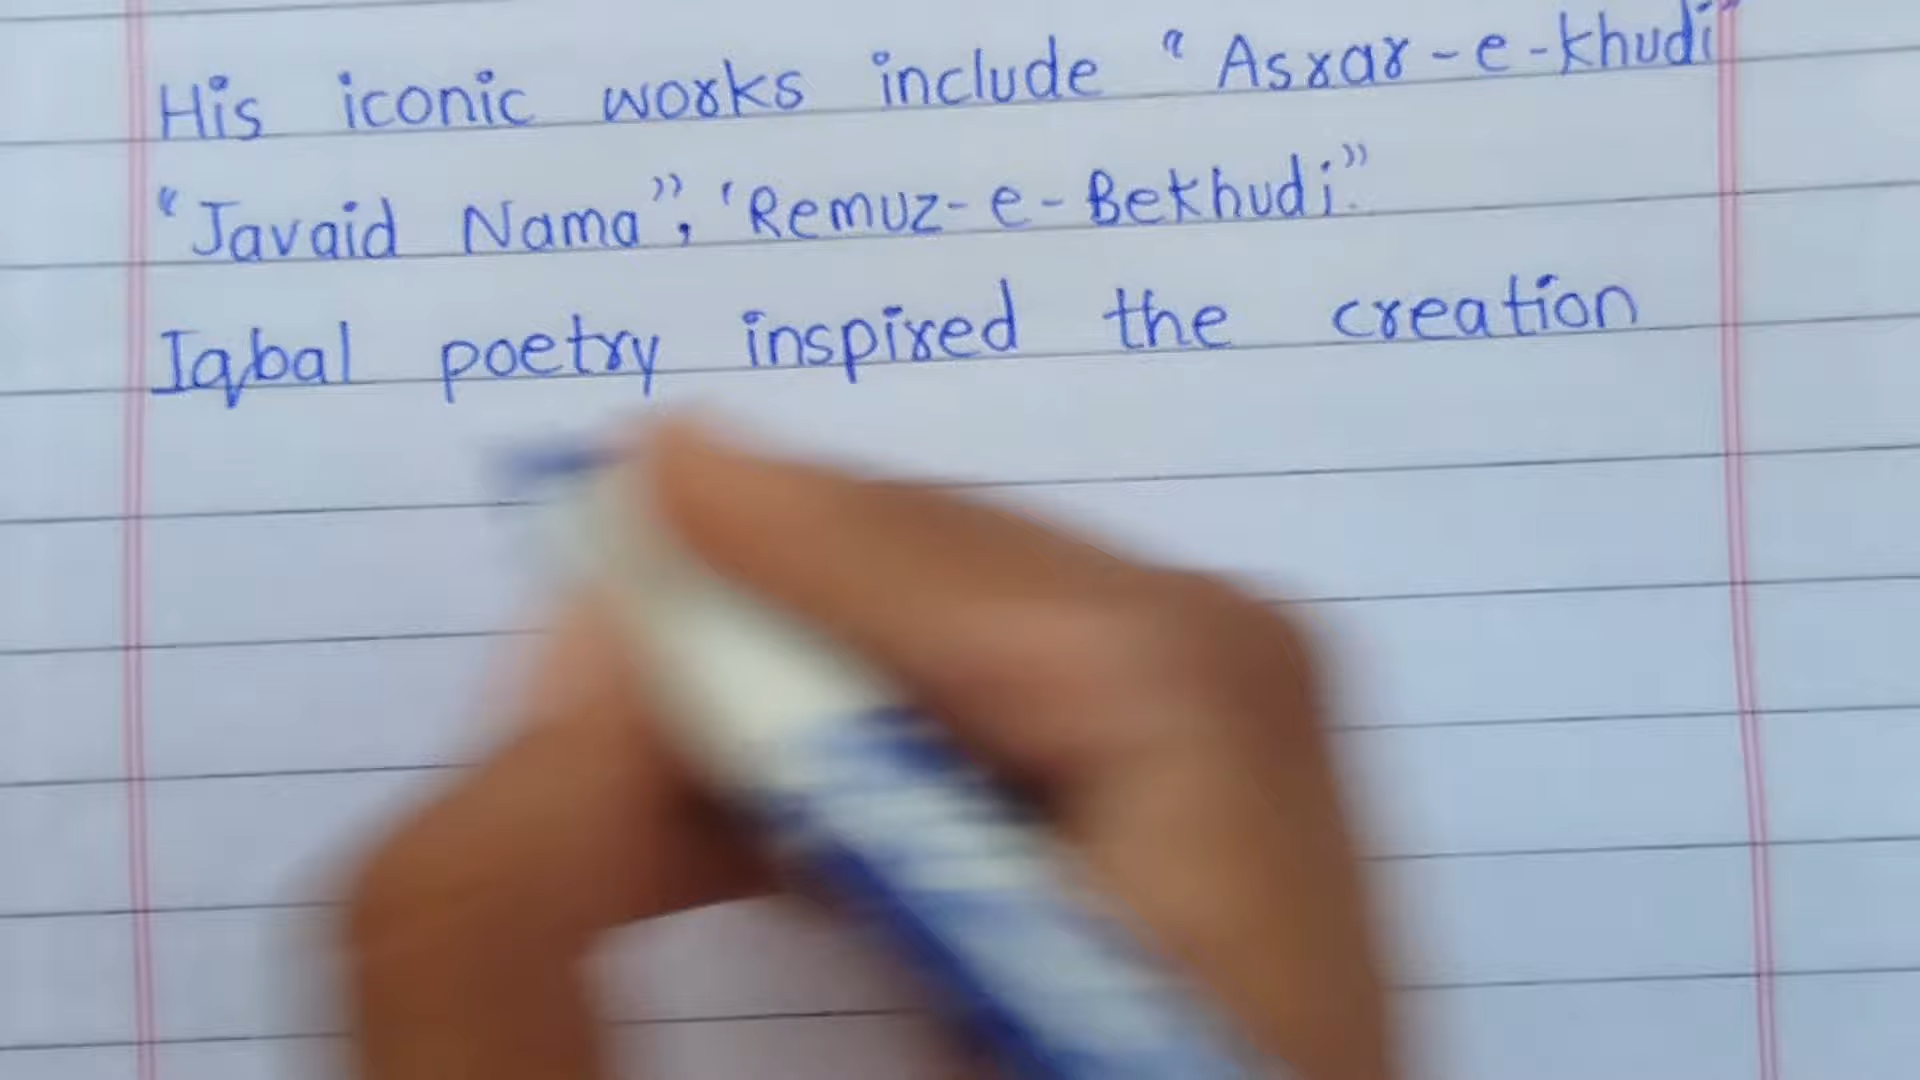 His iconic works include "Asrar-e-khudi"
"Javaid Nama", 'Remuz-e-Bekhudi."
Iqbal poetry inspired the creation